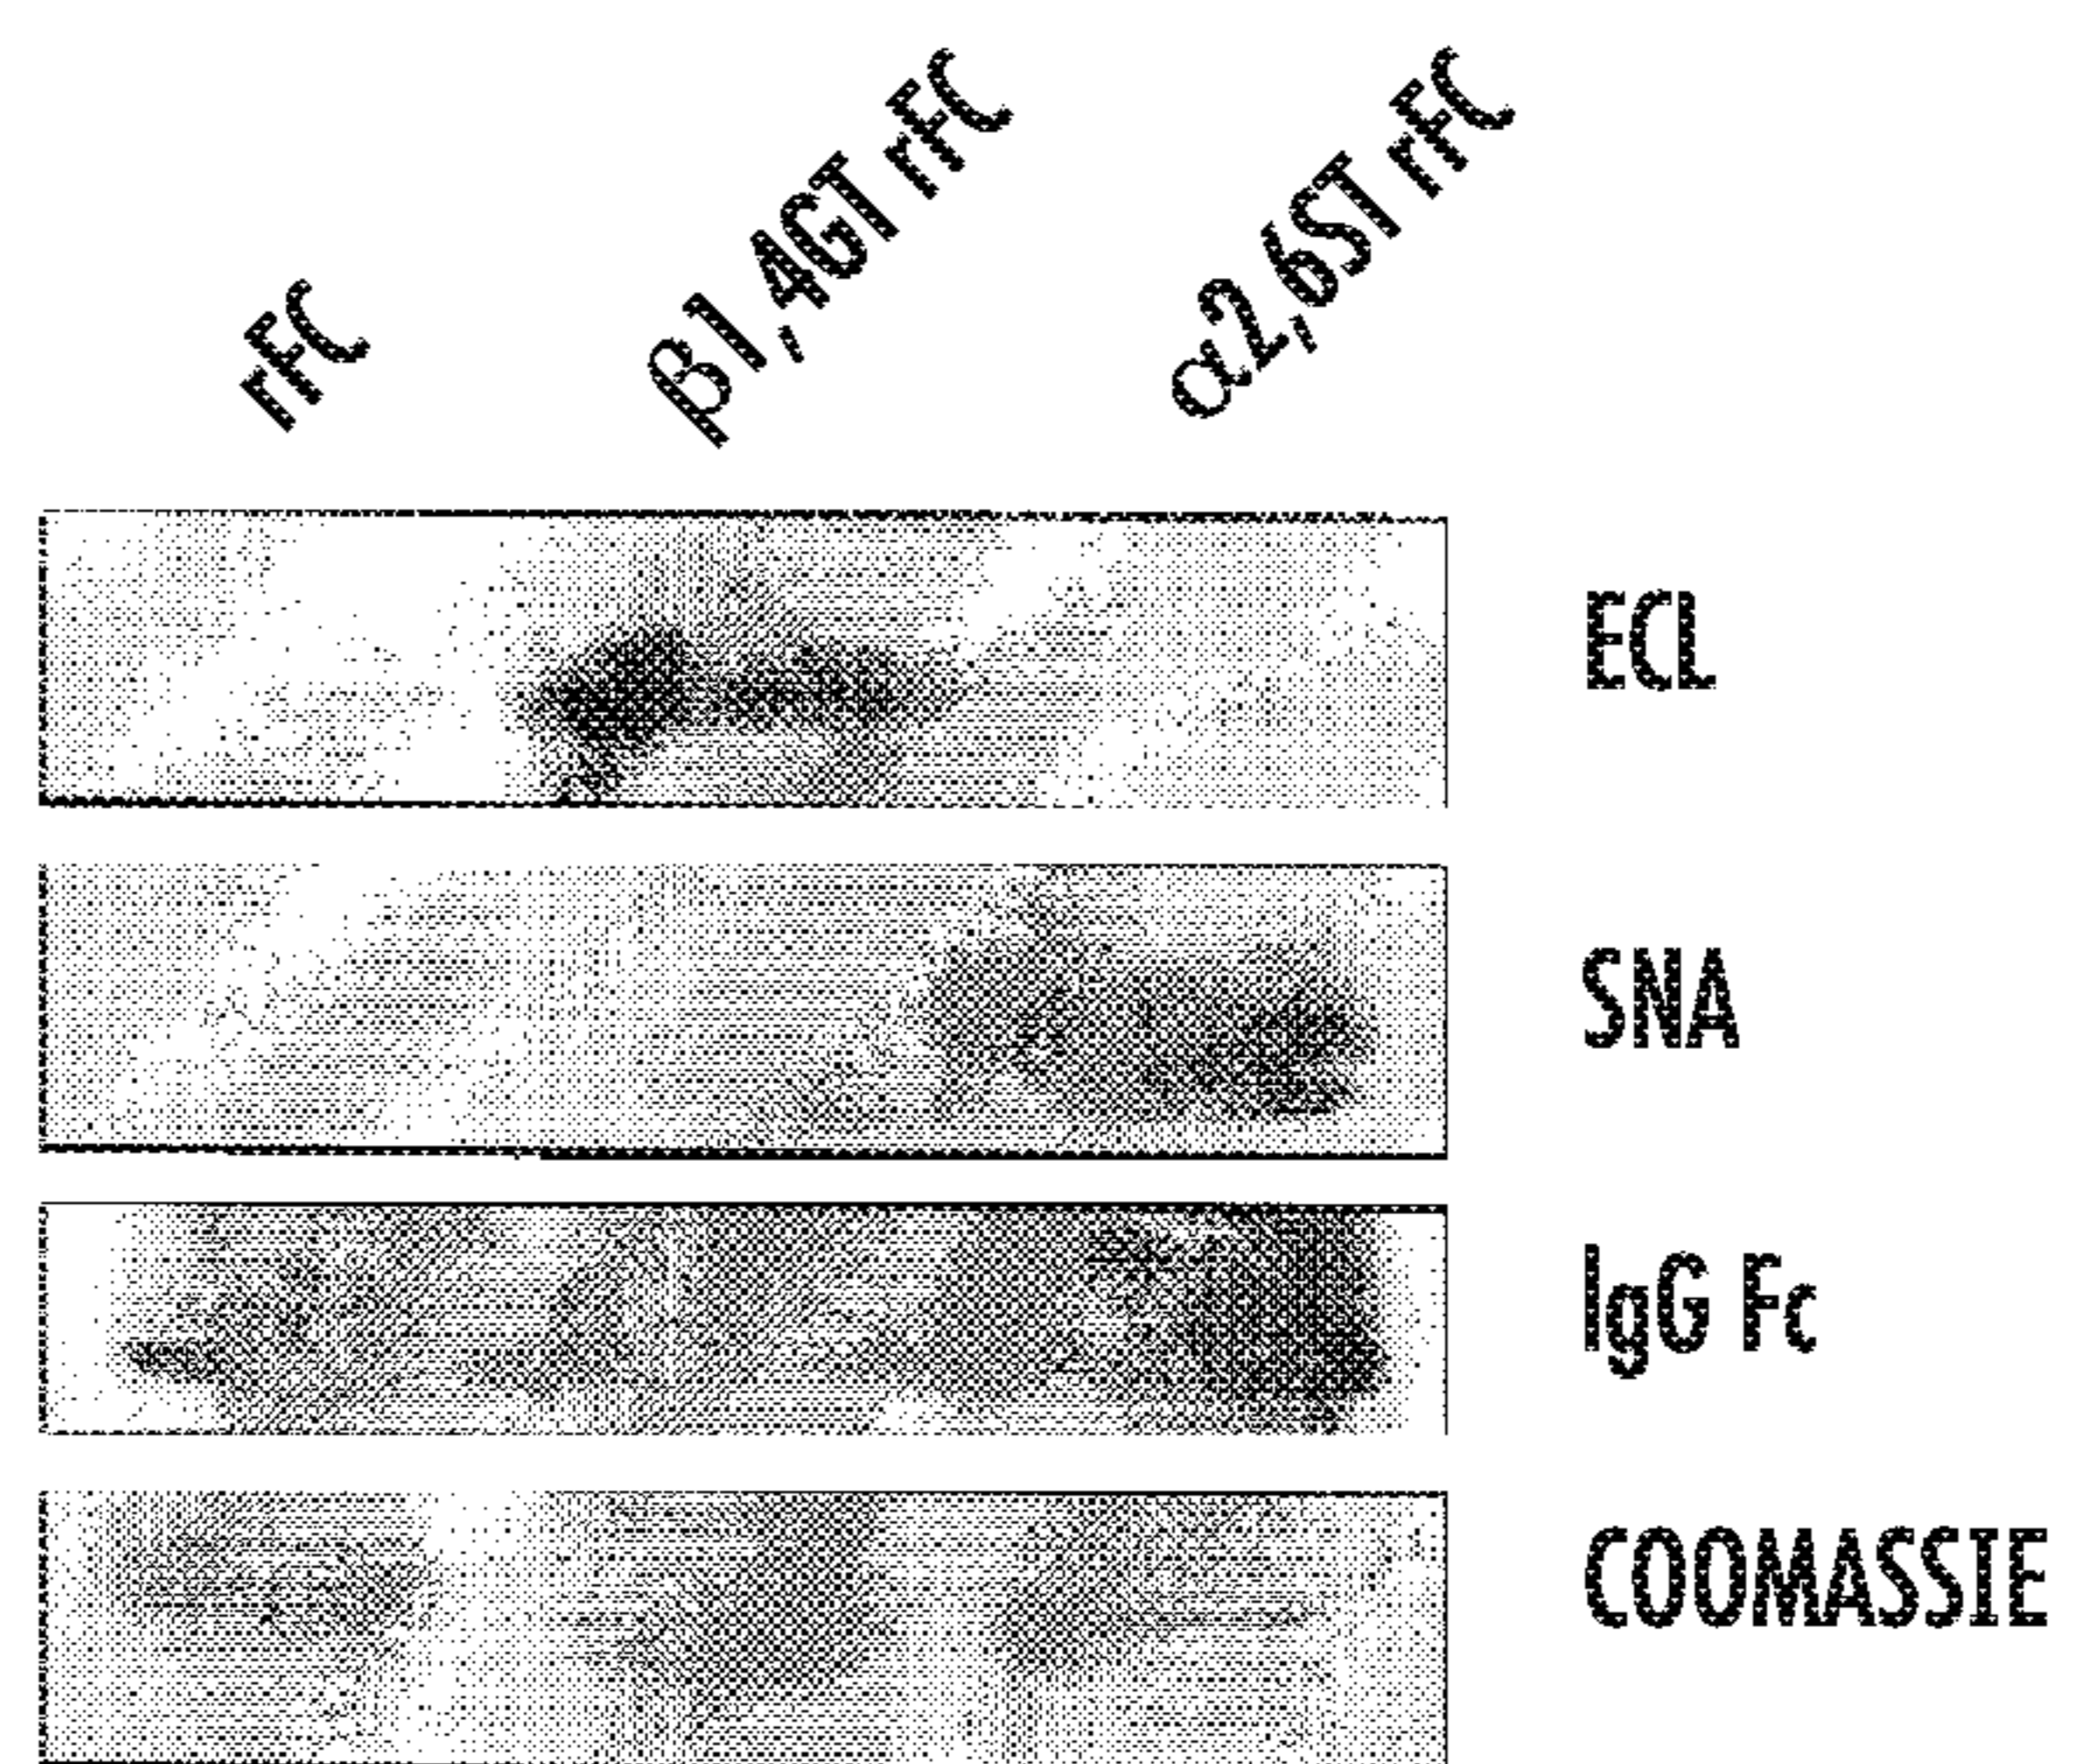 rFC
β1,4GT rFC
α2,6ST rFC
ECL
SNA
IgG Fc
COOMASSIE